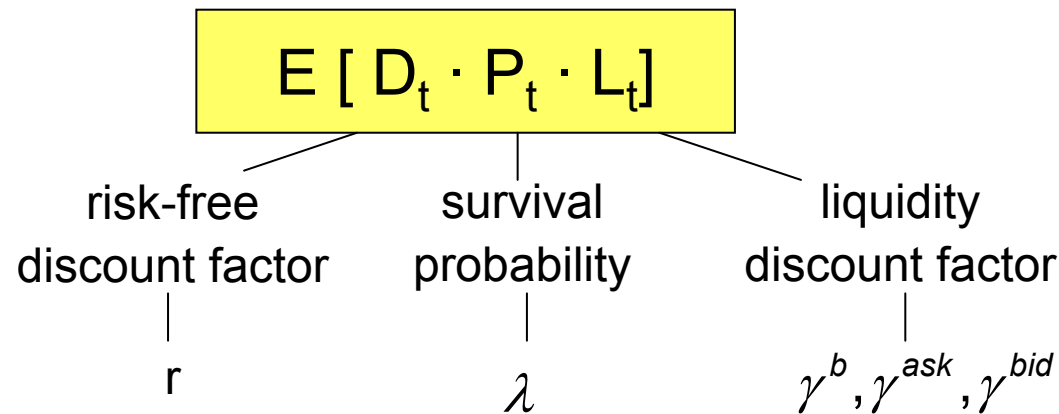 E [ Dₜ · Pₜ · Lₜ]
risk-free survival liquidity
discount factor probability discount factor
r λ γᵇ, γᵃˢᵏ, γᵇⁱᵈ